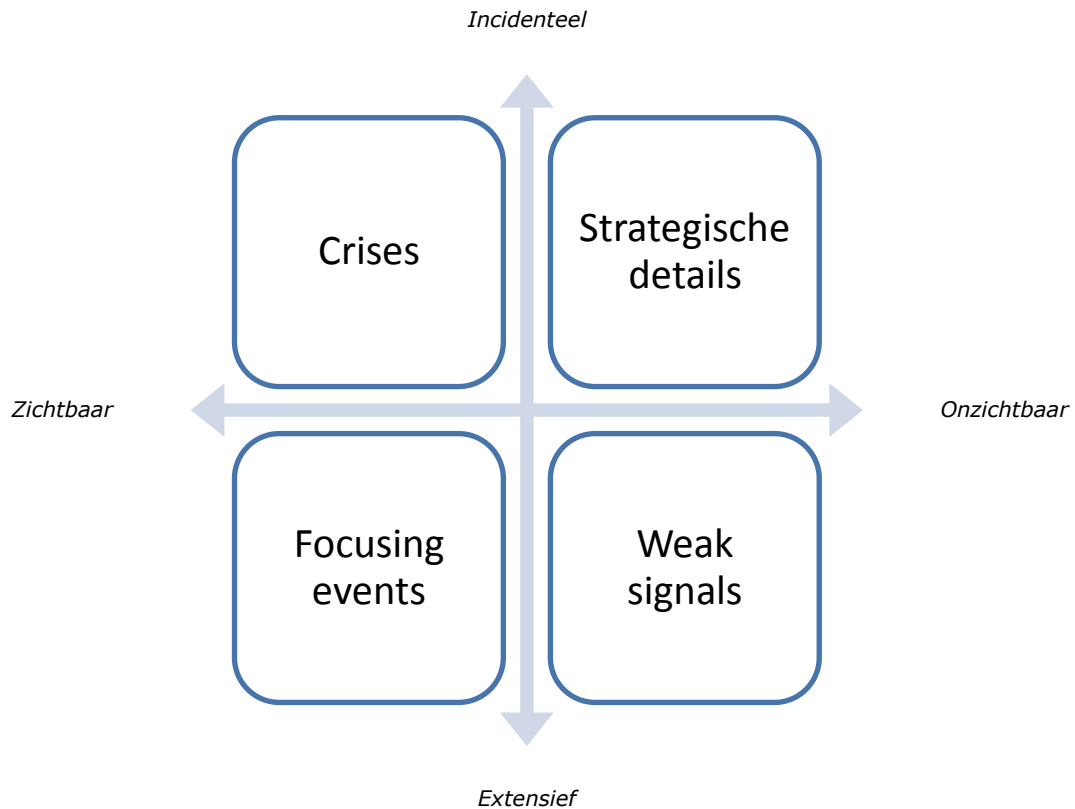 Incidenteel
Crises
Strategische
details
Zichtbaar
Onzichtbaar
Focusing
events
Weak
signals
Extensief